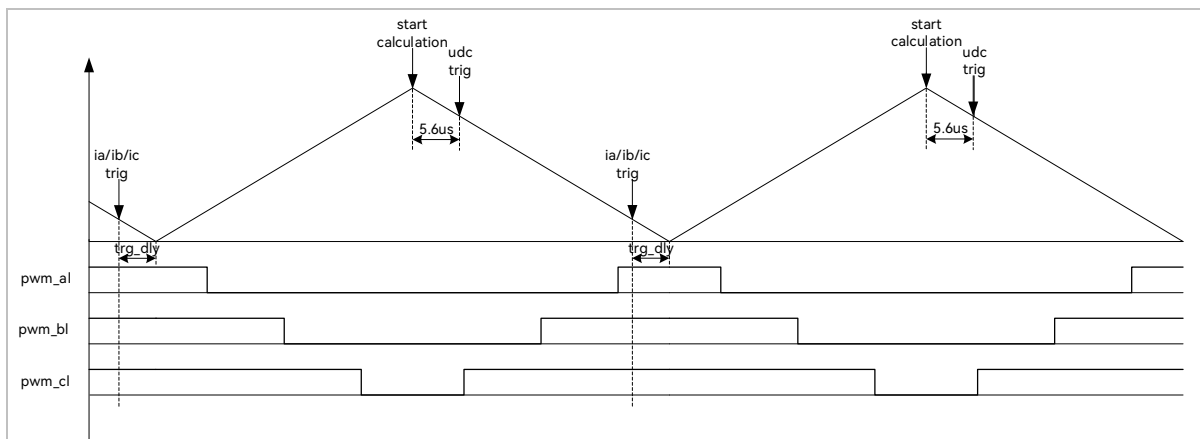 start
calculation
udc
trig
5.6us
ia/ib/ic
trig
trg_dly
ia/ib/ic
trig
trg_dly
start
calculation
udc
trig
5.6us
pwm_al
pwm_bl
pwm_cl